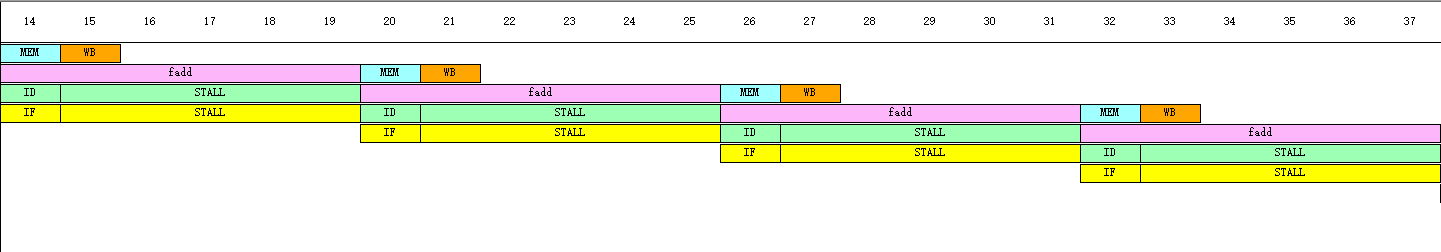 14 15 16 17 18 19 20 21 22 23 24 25 26 27 28 29 30 31 32 33 34 35 36 37
MEM WB
fadd MEM WB
ID STALL fadd MEM WB
IF STALL ID STALL fadd MEM WB
IF STALL ID STALL fadd
IF STALL ID STALL
IF STALL